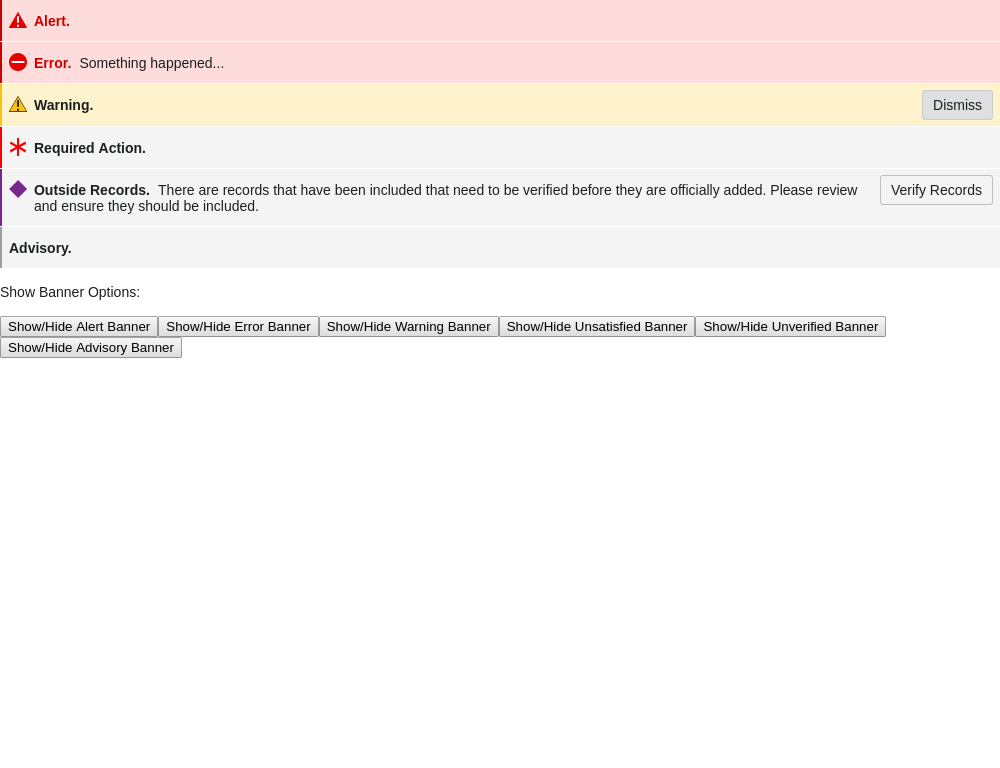 Alert.
Error. Something happened...
Warning.
Dismiss
Required Action.
Outside Records. There are records that have been included that need to be verified before they are officially added. Please review
and ensure they should be included.
Verify Records
Advisory.
Show Banner Options:
Show/Hide Alert Banner Show/Hide Error Banner Show/Hide Warning Banner Show/Hide Unsatisfied Banner Show/Hide Unverified Banner
Show/Hide Advisory Banner